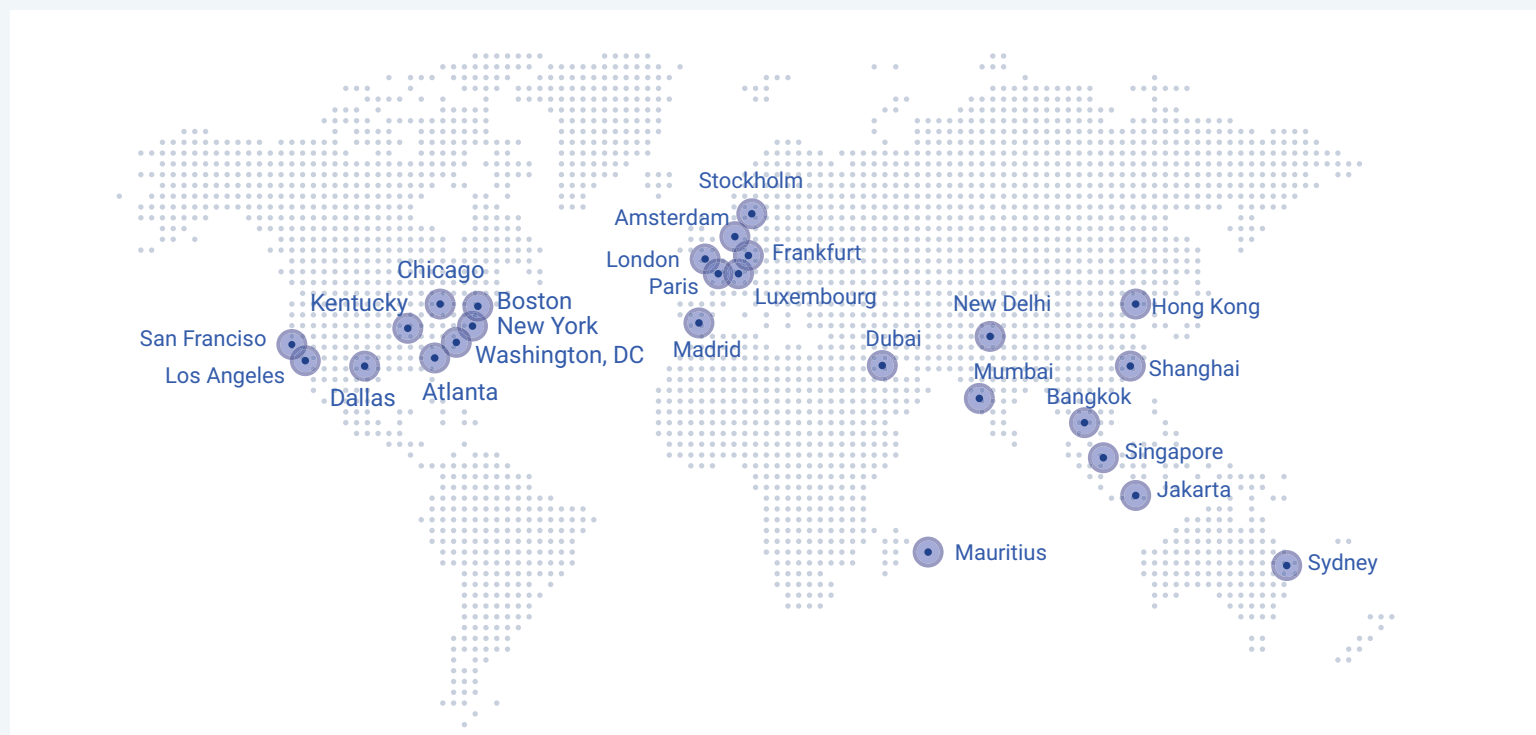 Stockholm
Amsterdam
London
Frankfurt
Paris
Luxembourg
Chicago
Kentucky
Boston
New York
San Franciso
Washington, DC
Los Angeles
Dallas
Atlanta
Madrid
Dubai
New Delhi
Hong Kong
Mumbai
Shanghai
Bangkok
Singapore
Jakarta
Mauritius
Sydney